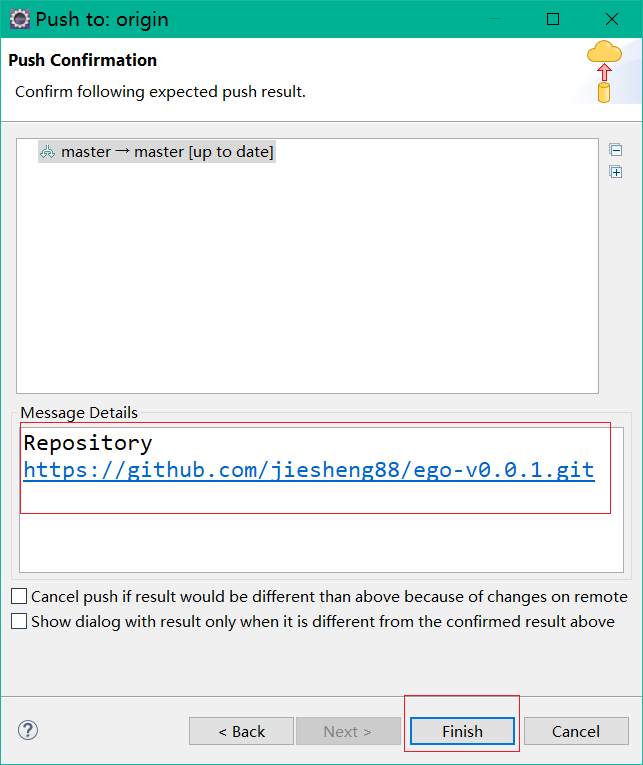 Push to: origin
Push Confirmation
Confirm following expected push result.
master → master [up to date]
Message Details
Repository
https://github.com/jiesheng88/ego-v0.0.1.git
Cancel push if result would be different than above because of changes on remote
Show dialog with result only when it is different from the confirmed result above
?
< Back
Next >
Finish
Cancel